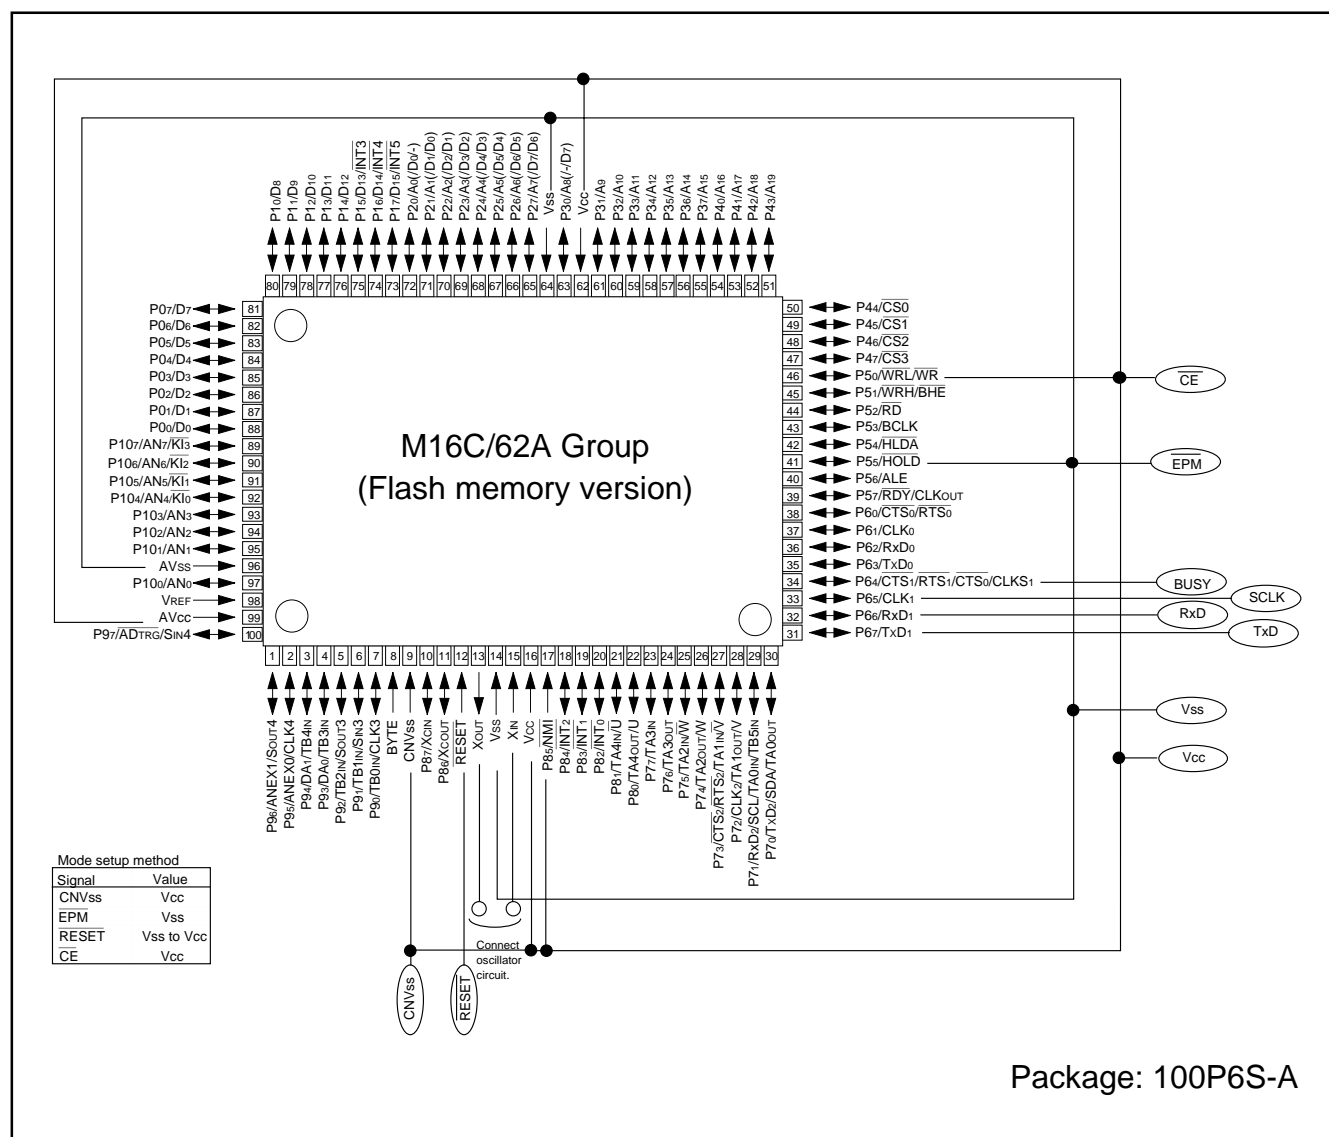 P10/D8
P11/D9
P12/D10
P13/D11
P14/D12
P15/D13/INT3
P16/D14/INT4
P17/D15/INT5
P20/A0(/D0/-)
P21/A1(/D1/D0)
P22/A2(/D2/D1)
P23/A3(/D3/D2)
P24/A4(/D4/D3)
P25/A5(/D5/D4)
P26/A6(/D6/D5)
P27/A7(/D7/D6)
Vss
P30/A8(/-/D7)
Vcc
P31/A9
P32/A10
P33/A11
P34/A12
P35/A13
P36/A14
P37/A15
P40/A16
P41/A17
P42/A18
P43/A19
80 79 78 77 76 75 74 73 72 71 70 69 68 67 66 65 64 63 62 61 60 59 58 57 56 55 54 53 52 51
P07/D7 81
P06/D6 82
P05/D5 83
P04/D4 84
P03/D3 85
P02/D2 86
P01/D1 87
P00/D0 88
P107/AN7/KI3 89
P106/AN6/KI2 90
P105/AN5/KI1 91
P104/AN4/KI0 92
P103/AN3 93
P102/AN2 94
P101/AN1 95
AVss 96
P100/AN0 97
VREF 98
AVcc 99
P97/ADTRG/SIN4 100
M16C/62A Group
(Flash memory version)
50 P44/CS0
49 P45/CS1
48 P46/CS2
47 P47/CS3
46 P50/WRL/WR
45 P51/WRH/BHE
44 P52/RD
43 P53/BCLK
42 P54/HLDA
41 P55/HOLD
40 P56/ALE
39 P57/RDY/CLKOUT
38 P60/CTS0/RTS0
37 P61/CLK0
36 P62/RxD0
35 P63/TxD0
34 P64/CTS1/RTS1/CTS0/CLKS1
33 P65/CLK1
32 P66/RxD1
31 P67/TxD1
CE
EPM
BUSY
SCLK
RxD
TxD
Vss
Vcc
1 2 3 4 5 6 7 8 9 10 11 12 13 14 15 16 17 18 19 20 21 22 23 24 25 26 27 28 29 30
P96/ANEX1/SOUT4
P95/ANEX0/CLK4
P94/DA1/TB4IN
P93/DA0/TB3IN
P92/TB2IN/SOUT3
P91/TB1IN/SIN3
P90/TB0IN/CLK3
BYTE
CNVss
P87/XCIN
P86/XCOUT
RESET
XOUT
Vss
XIN
Vcc
P85/NMI
P84/INT2
P83/INT1
P82/INT0
P81/TA4IN/U
P80/TA4OUT/U
P77/TA3IN
P76/TA3OUT
P75/TA2IN/W
P74/TA2OUT/W
P73/CTS2/RTS2/TA1IN/V
P72/CLK2/TA1OUT/V
P71/RxD2/SCL/TA0IN/TB5IN
P70/TxD2/SDA/TA0OUT
Mode setup method
Signal Value
CNVss Vcc
EPM Vss
RESET Vss to Vcc
CE Vcc
Connect
oscillator
circuit.
CNVss
RESET
Package: 100P6S-A